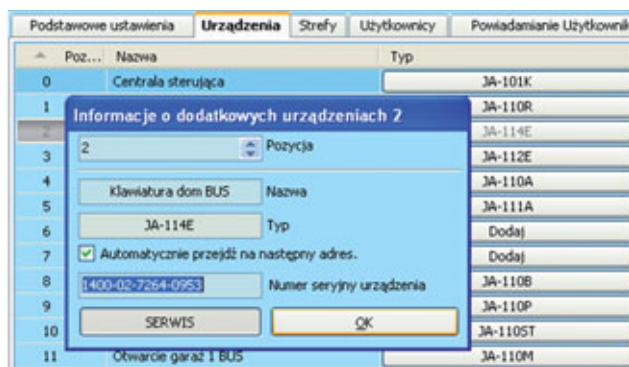 Podstawowe ustawienia Urządzenia Strefy Użytkownicy Powiadamianie Użytkownik
Poz... Nazwa Typ
0 Centrala sterująca JA-101K
1 JA-110R
2 JA-114E
3 JA-112E
4 JA-110A
5 JA-111A
6 Dodaj
7 Dodaj
8 JA-110B
9 JA-110P
10 JA-110ST
11 Otwarcie garaż 1 BUS JA-110M
Informacje o dodatkowych urządzeniach 2
2 Pozycja
Klawiatura dom BUS Nazwa
JA-114E Typ
Automatycznie przejdź na następny adres.
1400-02-7264-0953 Numer seryjny urządzenia
SERWIS OK